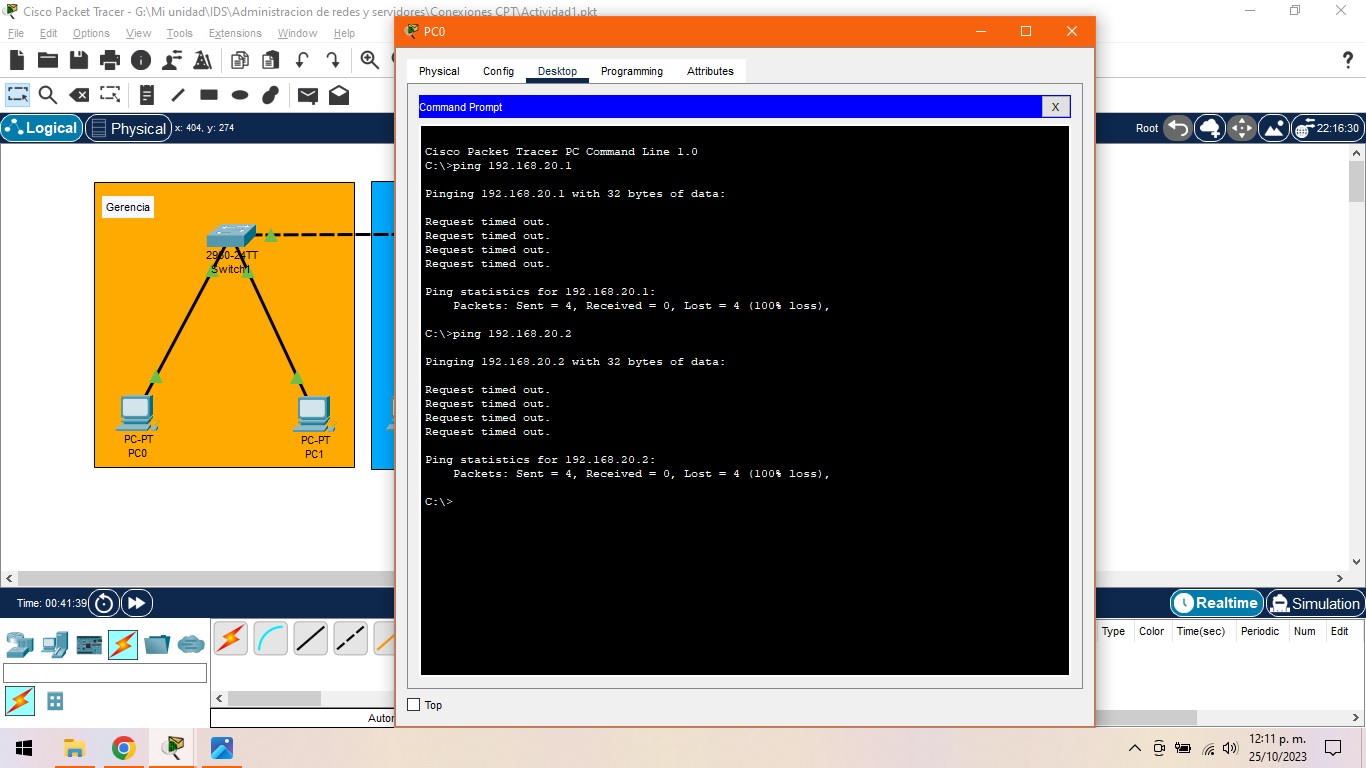 Cisco Packet Tracer - G:\Mi unidad\IDS\Administracion de redes y servidores\Conexiones CPT\Actividad1.pkt
File Edit Options View Tools Extensions Window Help
PC0
Physical Config Desktop Programming Attributes
Command Prompt
X
Logical Physical x: 404, y: 274
Root 22:16:30
Cisco Packet Tracer PC Command Line 1.0
C:\>ping 192.168.20.1
Pinging 192.168.20.1 with 32 bytes of data:
Request timed out.
Request timed out.
Request timed out.
Request timed out.
Ping statistics for 192.168.20.1:
Packets: Sent = 4, Received = 0, Lost = 4 (100% loss),
C:\>ping 192.168.20.2
Pinging 192.168.20.2 with 32 bytes of data:
Request timed out.
Request timed out.
Request timed out.
Request timed out.
Ping statistics for 192.168.20.2:
Packets: Sent = 4, Received = 0, Lost = 4 (100% loss),
C:\>
Gerencia
2960-24TT
Switch1
PC-PT
PC0
PC-PT
PC1
Time: 00:41:39
Realtime Simulation
Type Color Time(sec) Periodic Num Edit
Top
12:11 p. m.
25/10/2023